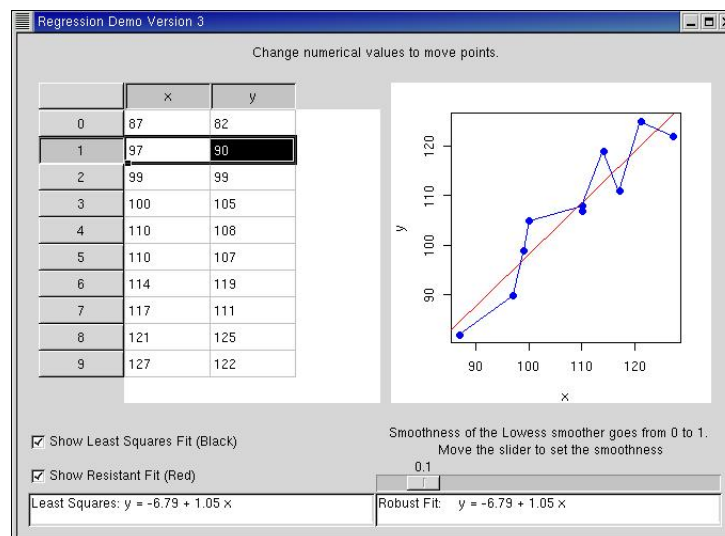 Regression Demo Version 3
Change numerical values to move points.
x y
0 87 82
1 97 90
2 99 99
3 100 105
4 110 108
5 110 107
6 114 119
7 117 111
8 121 125
9 127 122
120
110
100
90
y
90 100 110 120
x
Show Least Squares Fit (Black)
Show Resistant Fit (Red)
Smoothness of the Lowess smoother goes from 0 to 1.
Move the slider to set the smoothness
0.1
Least Squares: y = -6.79 + 1.05 x
Robust Fit: y = -6.79 + 1.05 x